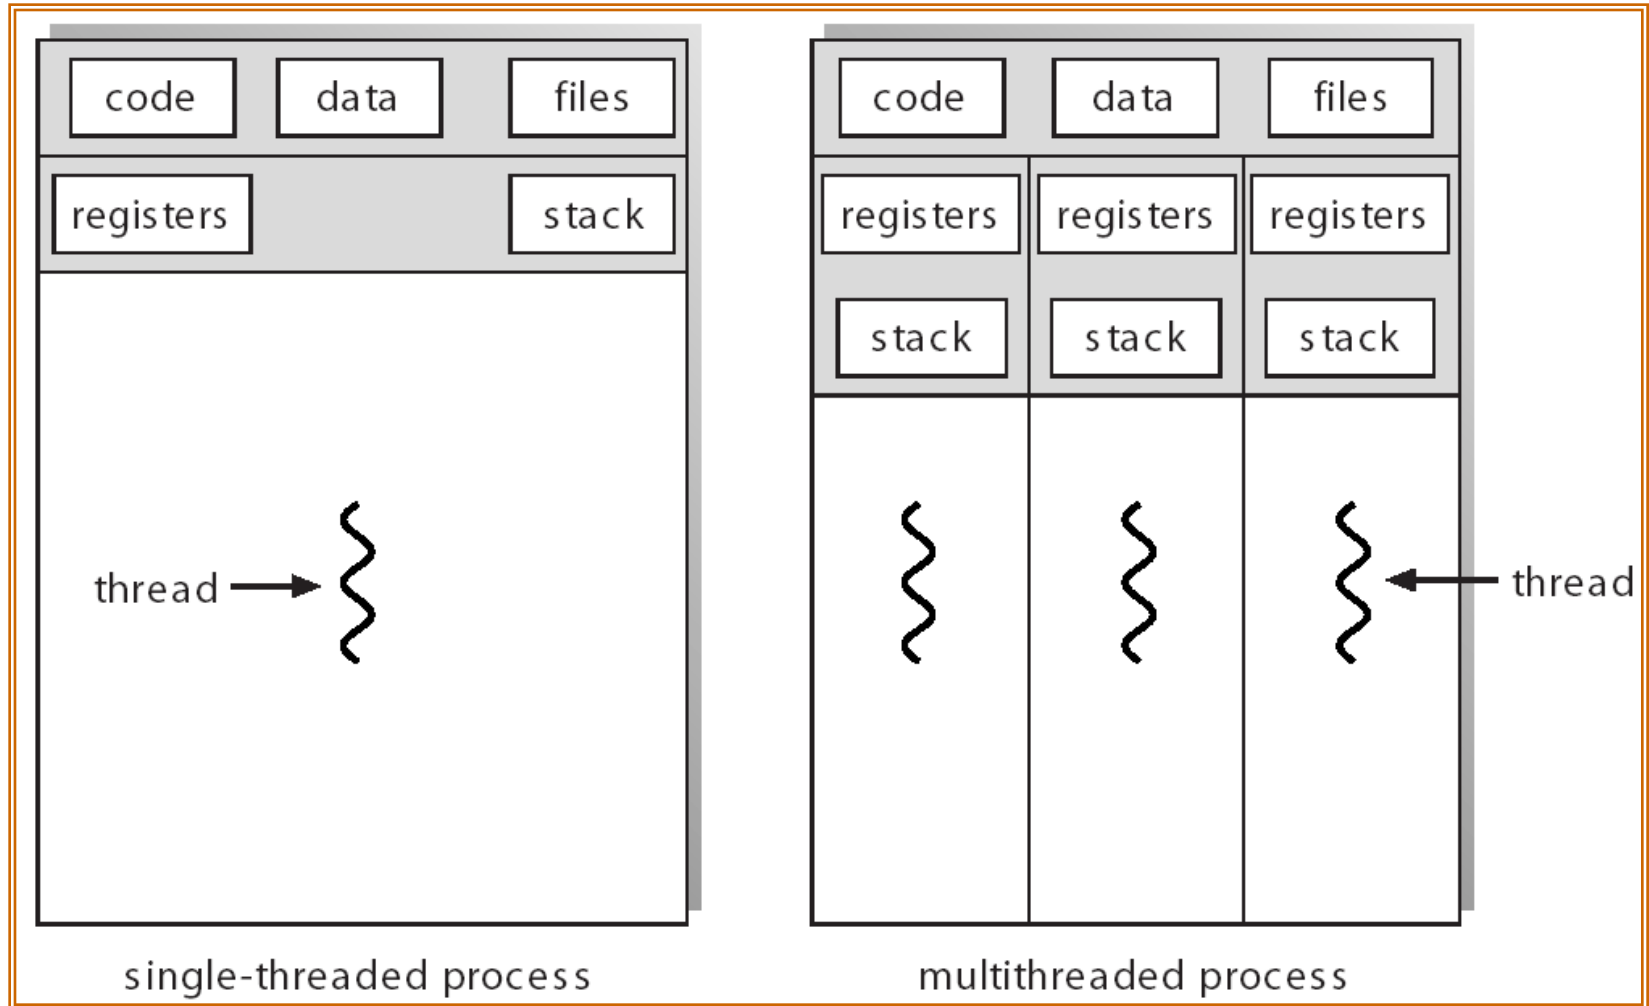 code data files
registers stack
thread
single-threaded process
code data files
registers registers registers
stack stack stack
thread
multithreaded process